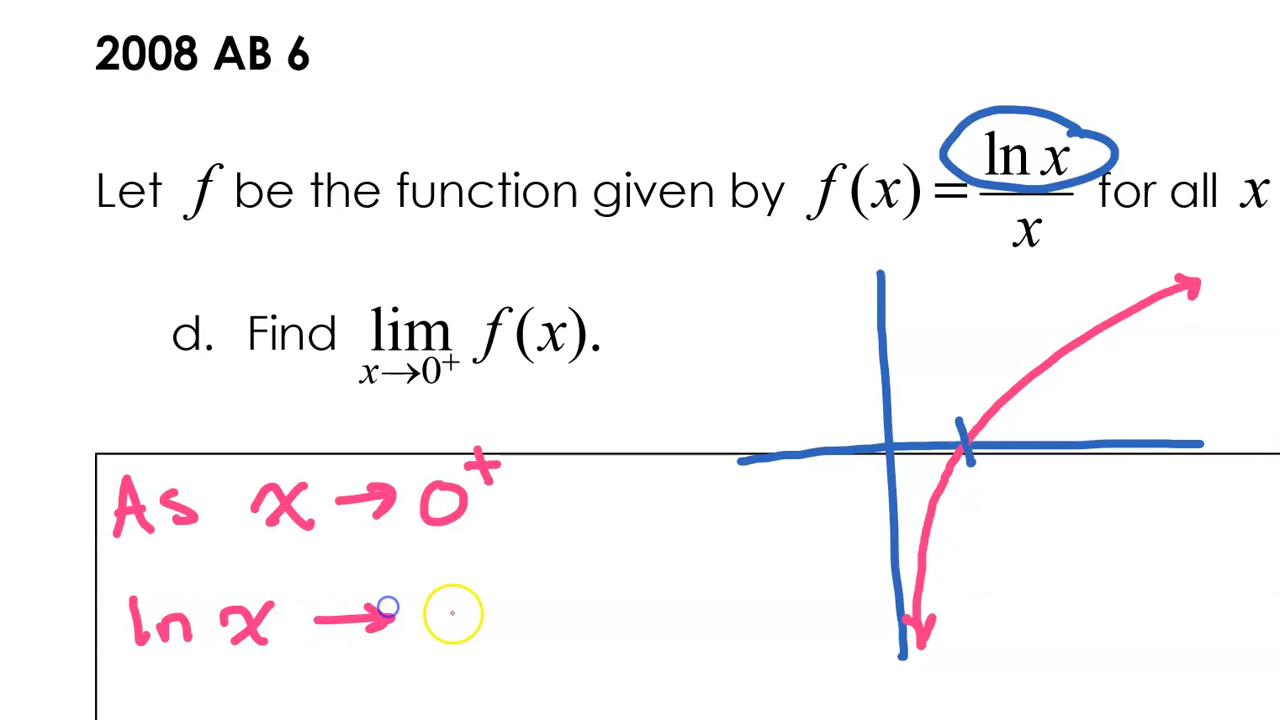 2008 AB 6
Let f be the function given by f(x) = ln x / x for all x
d. Find lim x→0⁺ f(x).
As x → 0⁺
ln x →